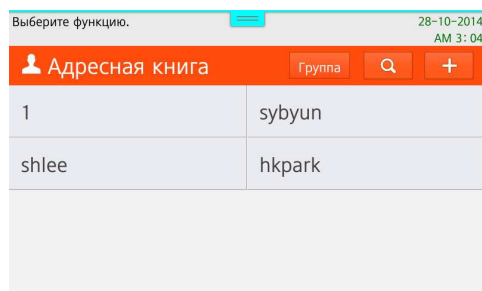 Выберите функцию.
28-10-2014
AM 3:04
Адресная книга
Группа
1
sybyun
shlee
hkpark